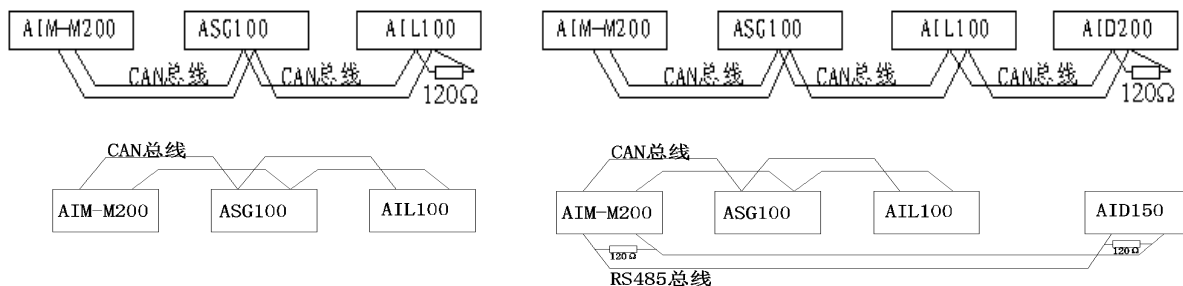 AIM-M200 ASG100 AIL100
CAN总线 CAN总线
120Ω
AIM-M200 ASG100 AIL100 AID200
CAN总线 CAN总线 CAN总线
120Ω
CAN总线
AIM-M200 ASG100 AIL100
CAN总线
AIM-M200 ASG100 AIL100 AID150
120Ω 120Ω
RS485总线